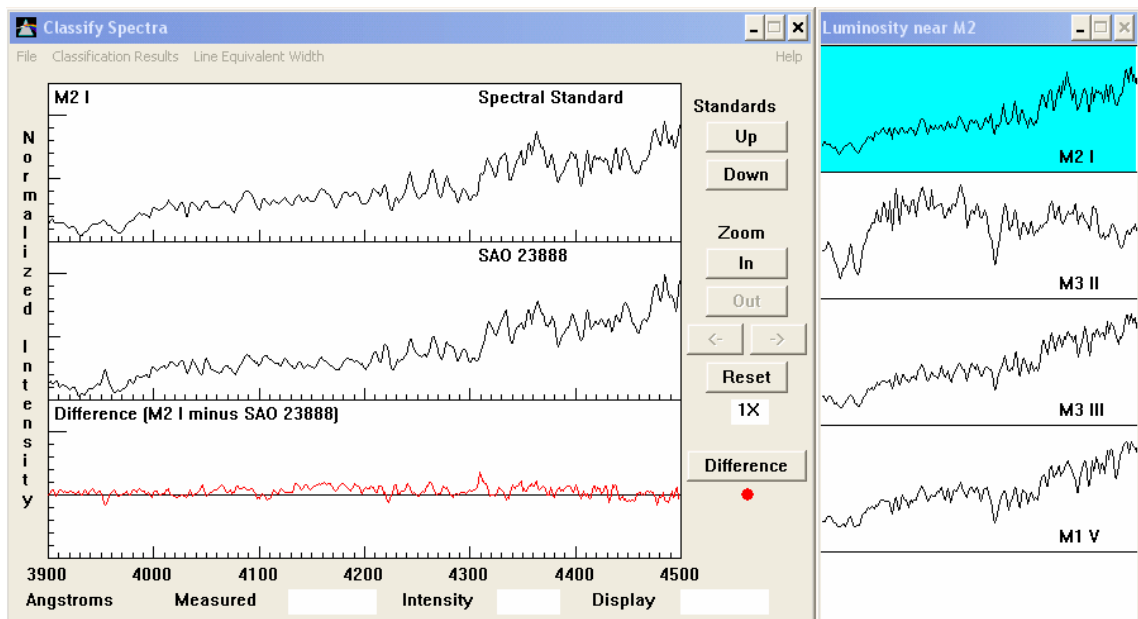 Classify Spectra
File Classification Results Line Equivalent Width Help
Normalized Intensity
M2 I Spectral Standard
SAO 23888
Difference (M2 I minus SAO 23888)
3900 4000 4100 4200 4300 4400 4500
Angstroms Measured Intensity Display
Standards
Up
Down
Zoom
In
Out
<- ->
Reset
1X
Difference
Luminosity near M2
M2 I
M3 II
M3 III
M1 V